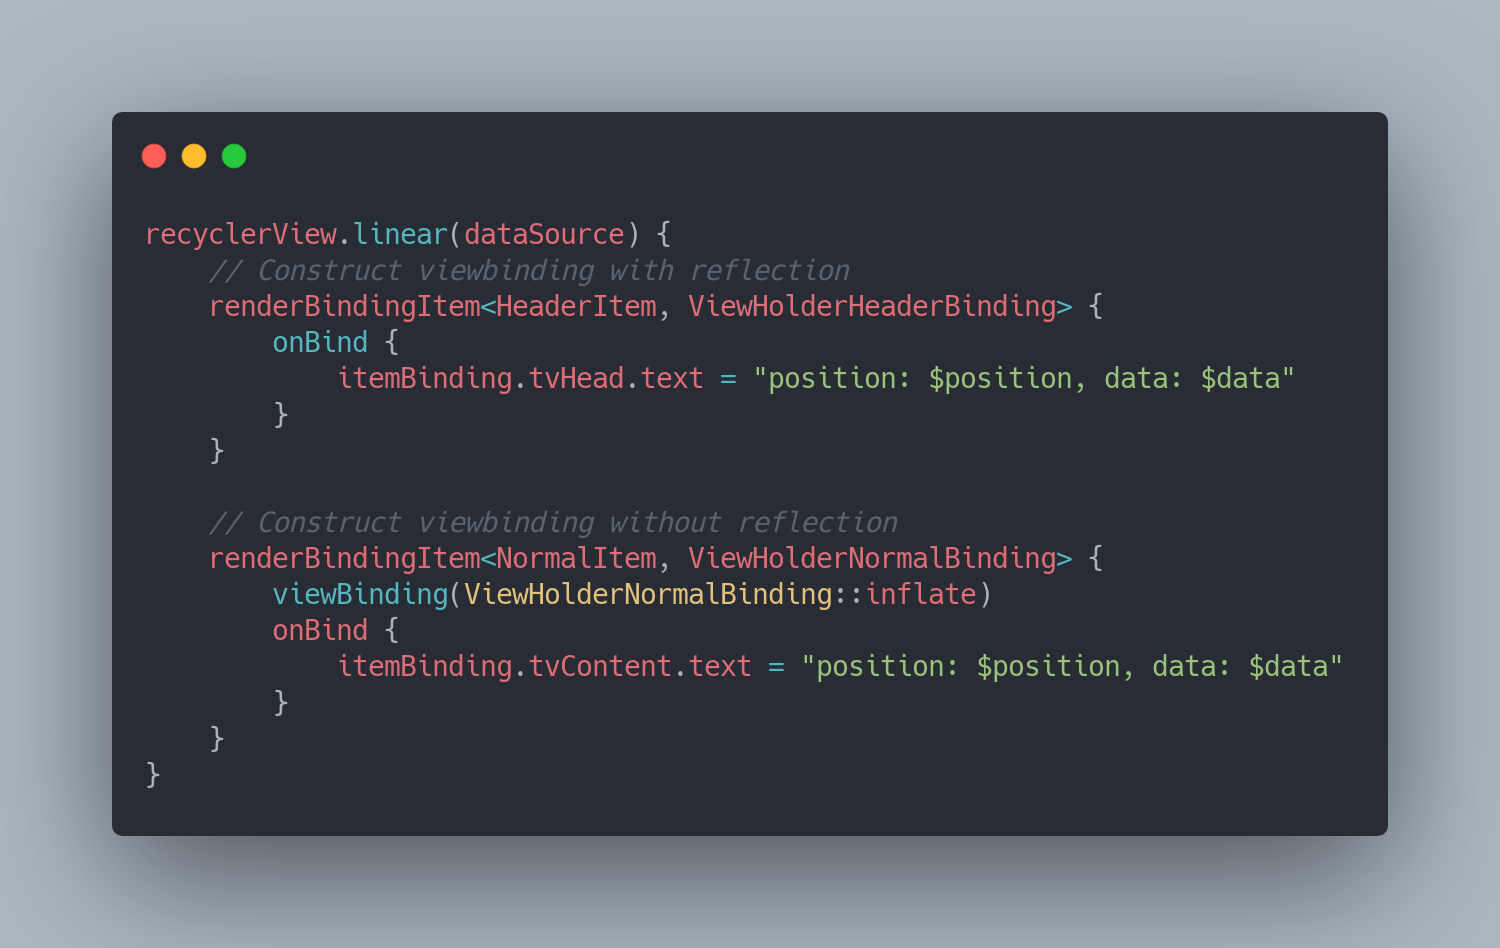 recyclerView.linear(dataSource) {
    // Construct viewbinding with reflection
    renderBindingItem<HeaderItem, ViewHolderHeaderBinding> {
        onBind {
            itemBinding.tvHead.text = "position: $position, data: $data"
        }
    }

    // Construct viewbinding without reflection
    renderBindingItem<NormalItem, ViewHolderNormalBinding> {
        viewBinding(ViewHolderNormalBinding::inflate)
        onBind {
            itemBinding.tvContent.text = "position: $position, data: $data"
        }
    }
}